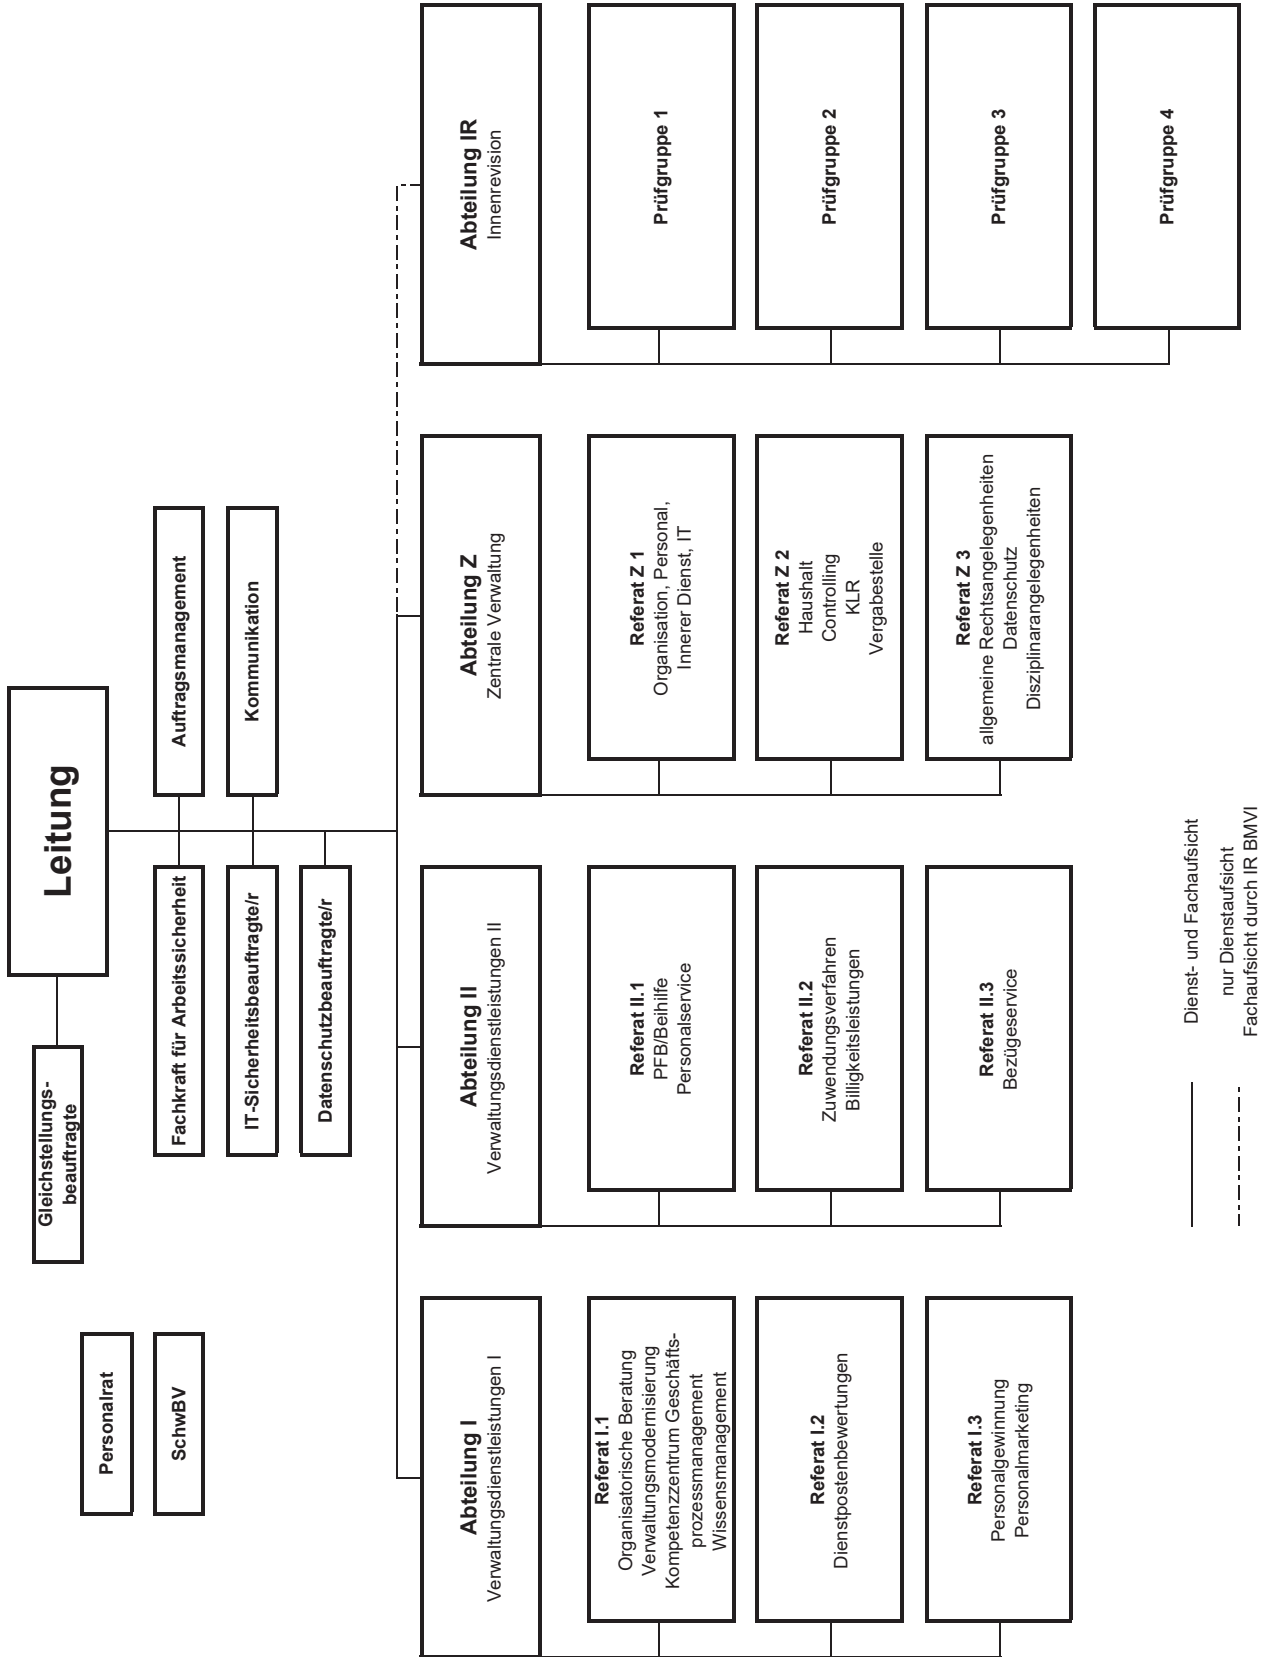 Leitung
Gleichstellungs-
beauftragte
Personalrat
SchwBV
Fachkraft für Arbeitssicherheit
Auftragsmanagement
IT-Sicherheitsbeauftragte/r
Kommunikation
Datenschutzbeauftragte/r
Abteilung I
Verwaltungsdienstleistungen I
Referat I.1
Organisatorische Beratung
Verwaltungsmodernisierung
Kompetenzzentrum Geschäfts-
prozessmanagement
Wissensmanagement
Referat I.2
Dienstpostenbewertungen
Referat I.3
Personalgewinnung
Personalmarketing
Abteilung II
Verwaltungsdienstleistungen II
Referat II.1
PFB/Beihilfe
Personalservice
Referat II.2
Zuwendungsverfahren
Billigkeitsleistungen
Referat II.3
Bezügeservice
Abteilung Z
Zentrale Verwaltung
Referat Z 1
Organisation, Personal,
Innerer Dienst, IT
Referat Z 2
Haushalt
Controlling
KLR
Vergabestelle
Referat Z 3
allgemeine Rechtsangelegenheiten
Datenschutz
Disziplinarangelegenheiten
Abteilung IR
Innenrevision
Prüfgruppe 1
Prüfgruppe 2
Prüfgruppe 3
Prüfgruppe 4
Dienst- und Fachaufsicht
nur Dienstaufsicht
Fachaufsicht durch IR BMVI